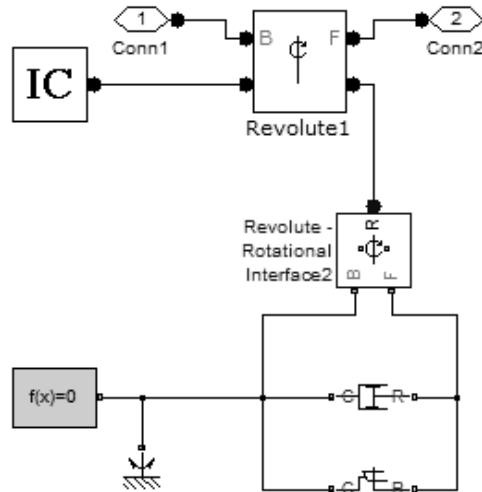 1
2
Conn1
B
F
Conn2
IC
Revolute1
Revolute -
Rotational
Interface2
R
B
F
f(x)=0
C
R
C
R